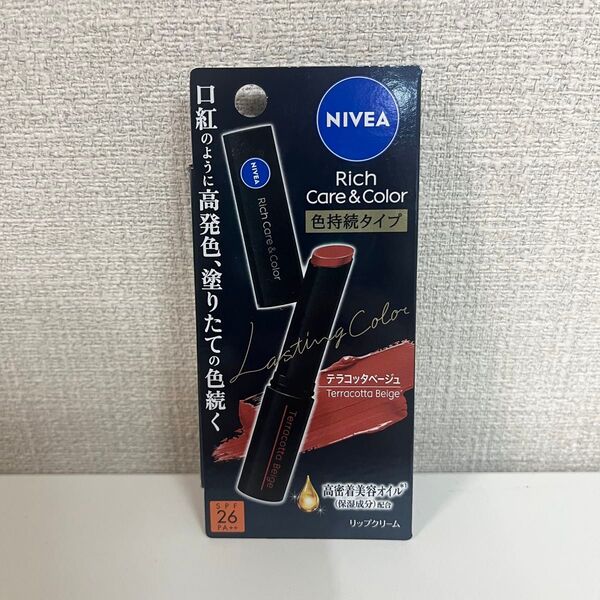 口紅のように高発色、塗りたての色続く
NIVEA
Rich
Care & Color
色持続タイプ
NIVEA
Rich Care & Color
Lasting Color
テラコッタベージュ
Terracotta Beige
Terracotta Beige
高密着美容オイル*1
(保湿成分)配合
SPF
26
PA++
リップクリーム